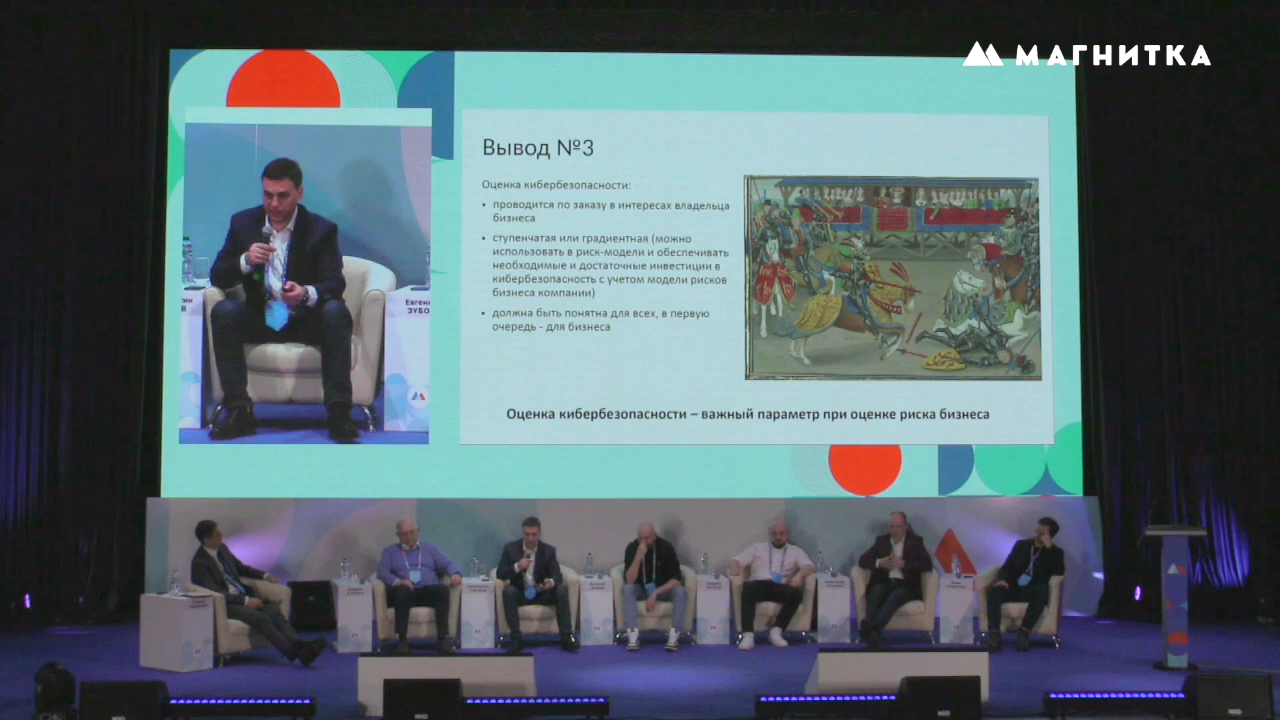 МАГНИТКА
Вывод №3
Оценка кибербезопасности:
• проводится по заказу в интересах владельца
бизнеса
• ступенчатая или градиентная (можно
использовать в риск-модели и обеспечивать
необходимые и достаточные инвестиции в
кибербезопасность с учетом модели рисков
бизнеса компании)
• должна быть понятна для всех, в первую
очередь - для бизнеса
Оценка кибербезопасности – важный параметр при оценке риска бизнеса